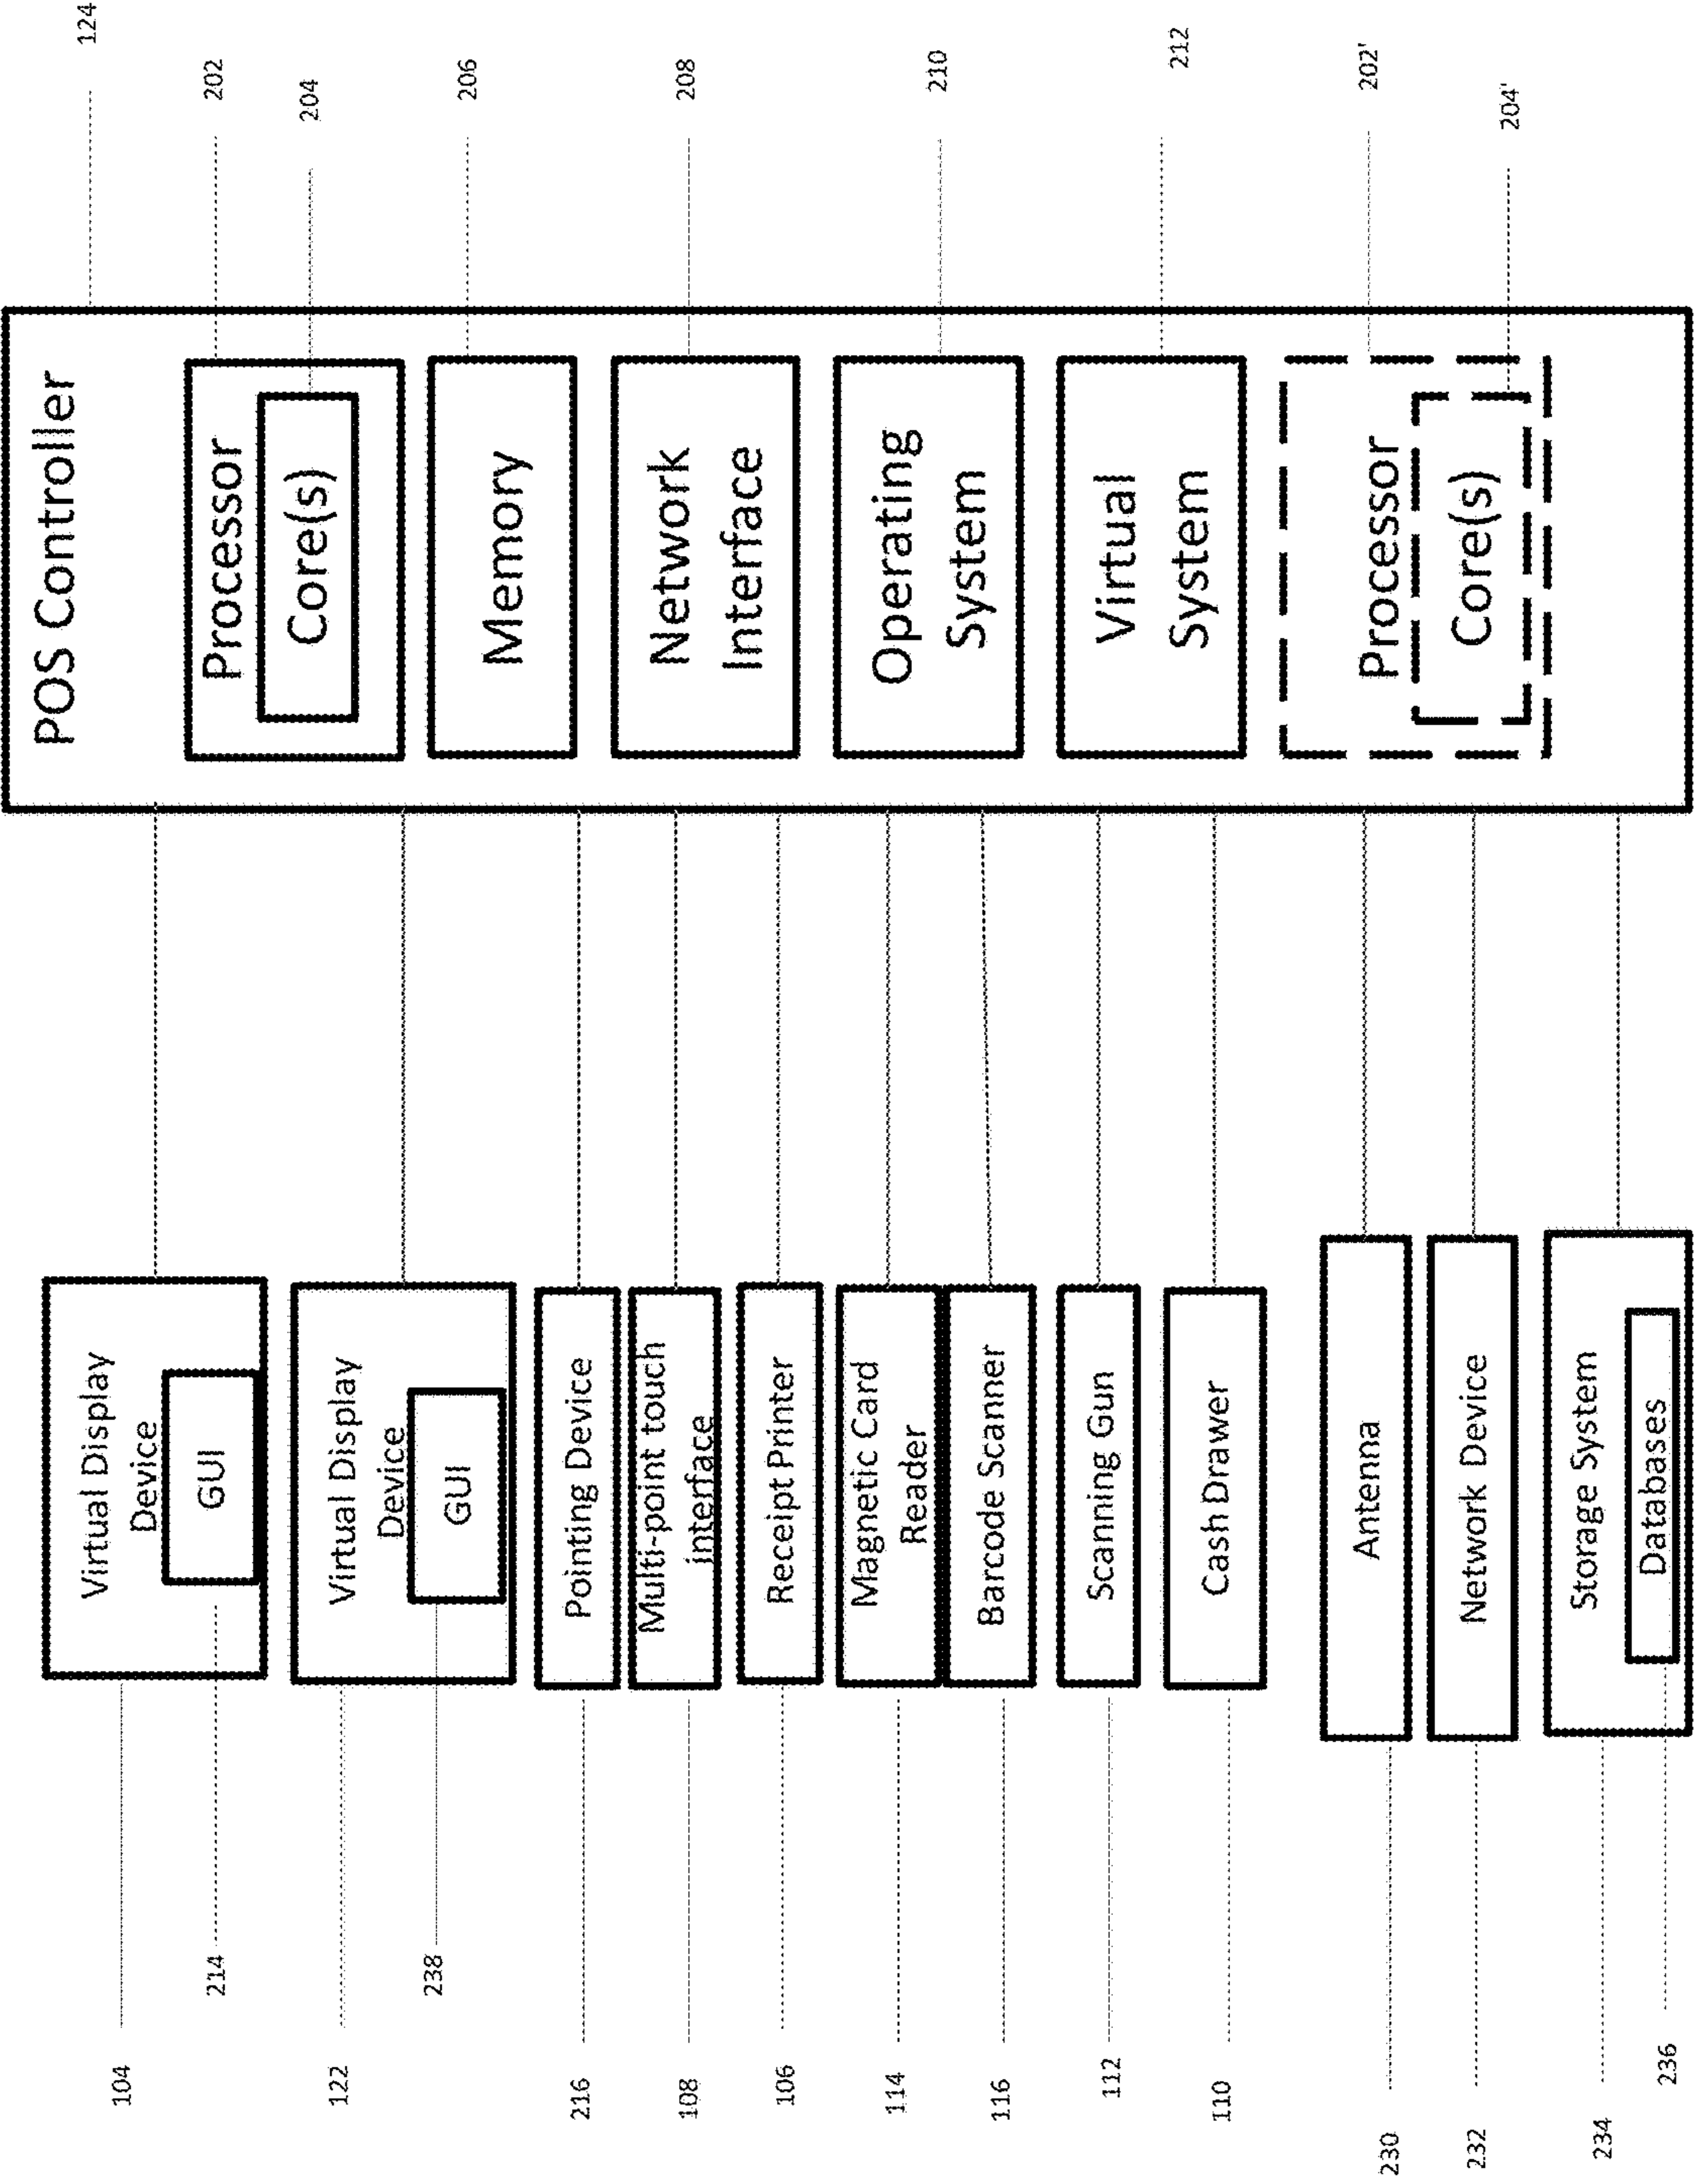 104
Virtual Display
Device
GUI
214
122
Virtual Display
Device
GUI
238
216
Pointing Device
108
Multi-point touch
interface
106
Receipt Printer
114
Magnetic Card
Reader
116
Barcode Scanner
112
Scanning Gun
110
Cash Drawer
230
Antenna
232
Network Device
234
Storage System
Databases
236
POS Controller
124
Processor
202
Core(s)
204
Memory
206
Network
Interface
208
Operating
System
210
Virtual
System
212
Processor
202'
Core(s)
204'